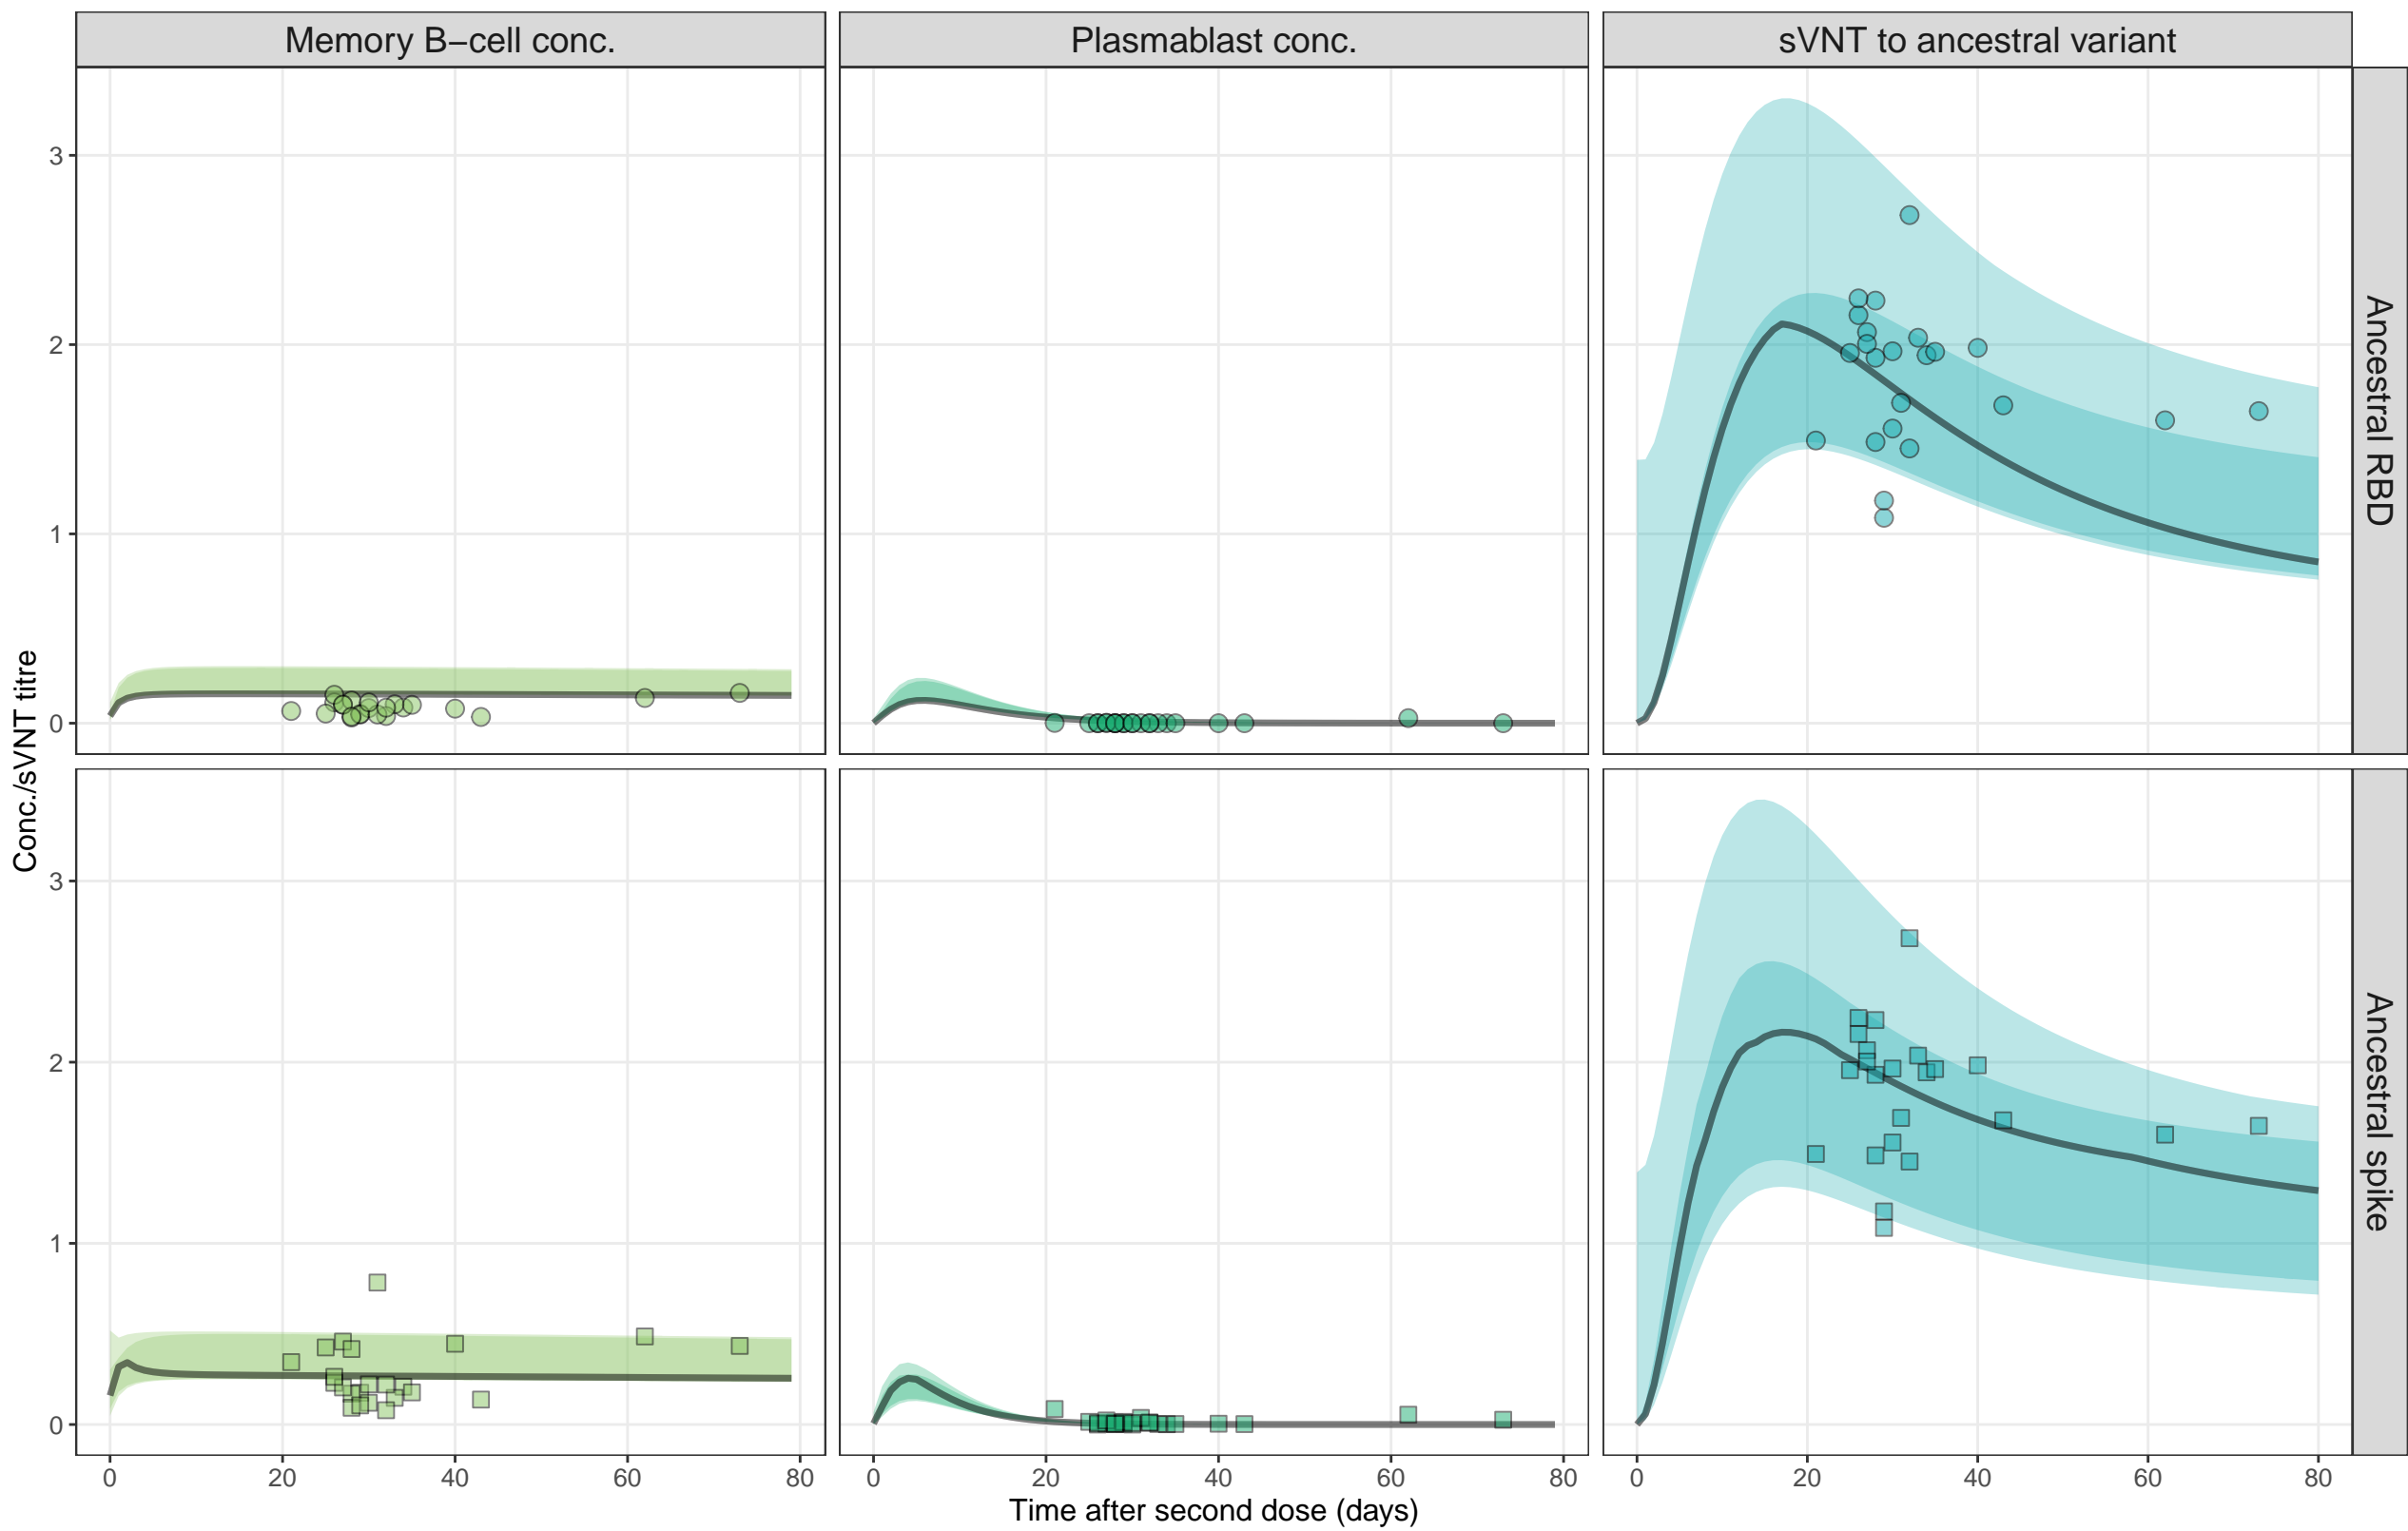 Memory B−cell conc.
Plasmablast conc.
sVNT to ancestral variant
3
2
1
0
Ancestral RBD
Conc./sVNT titre
3
2
1
0
Ancestral spike
0 20 40 60 80
0 20 40 60 80
0 20 40 60 80
Time after second dose (days)